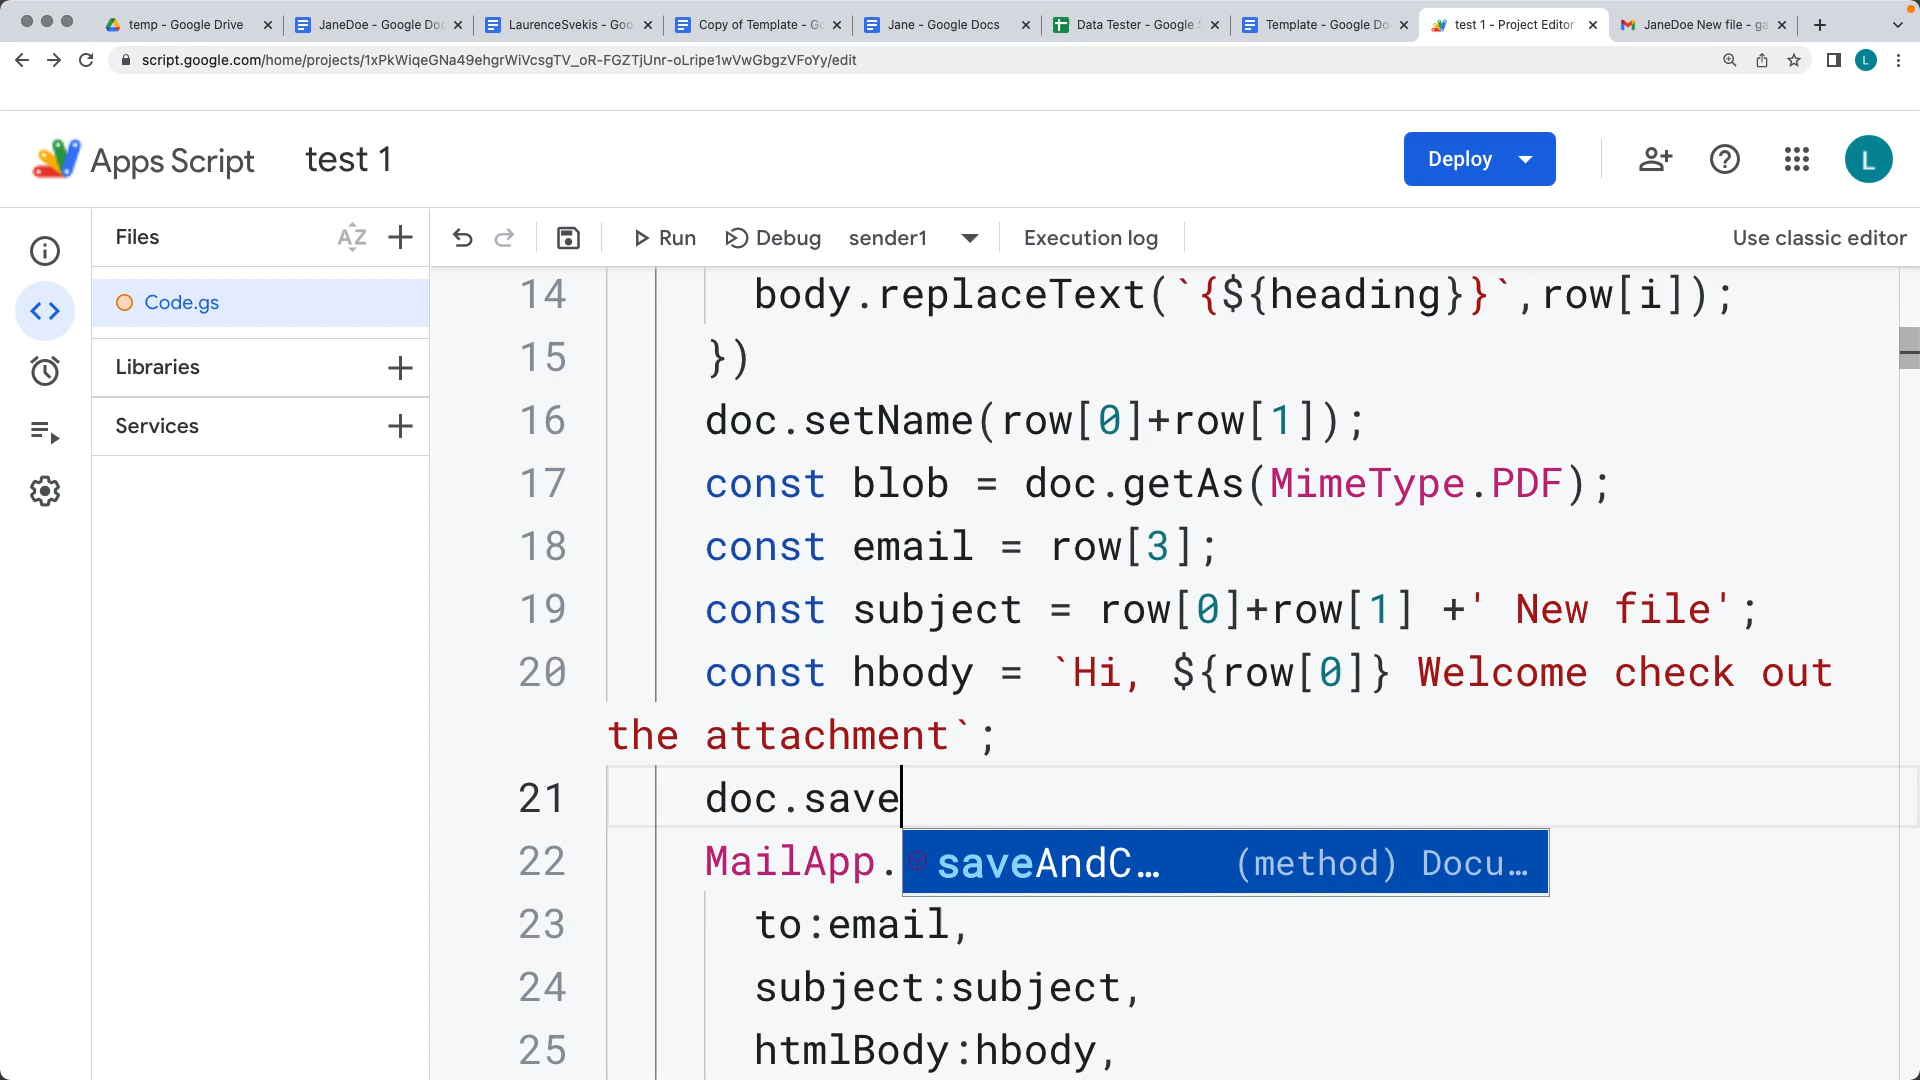 temp - Google Drive
JaneDoe - Google Doc
LaurenceSvekis - Goo
Copy of Template - Go
Jane - Google Docs
Data Tester - Google S
Template - Google Do
test 1 - Project Editor
JaneDoe New file - ga
script.google.com/home/projects/1xPkWiqeGNa49ehgrWiVcsgTV_oR-FGZTjUnr-oLripe1wVwGbgzVFoYy/edit
L
Apps Script
test 1
Deploy
L
Files
AZ
Run
Debug
sender1
Execution log
Use classic editor
Code.gs
Libraries
Services
14 body.replaceText(`{${heading}}`,row[i]);
15 })
16 doc.setName(row[0]+row[1]);
17 const blob = doc.getAs(MimeType.PDF);
18 const email = row[3];
19 const subject = row[0]+row[1] +' New file';
20 const hbody = `Hi, ${row[0]} Welcome check out
the attachment`;
21 doc.save
22 MailApp.
saveAndC… (method) Docu…
23 to:email,
24 subject:subject,
25 htmlBody:hbody,